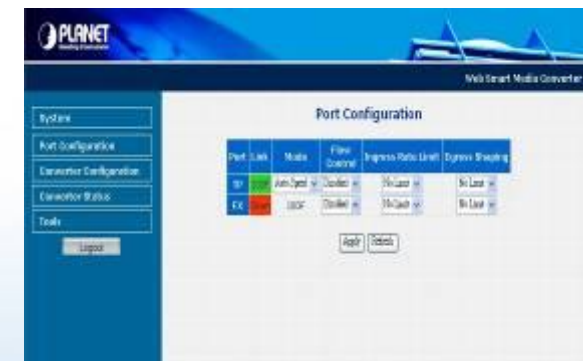 PLANET
Web Smart Media Converter
System
Port Configuration
Converter Configuration
Converter Status
Tools
Logout
Port Configuration
Port Link Mode Flow Control Ingress Rate Limit Egress Shaping
TP Auto Speed Disabled No Limit No Limit
FX Down Disabled No Limit No Limit
Apply Refresh